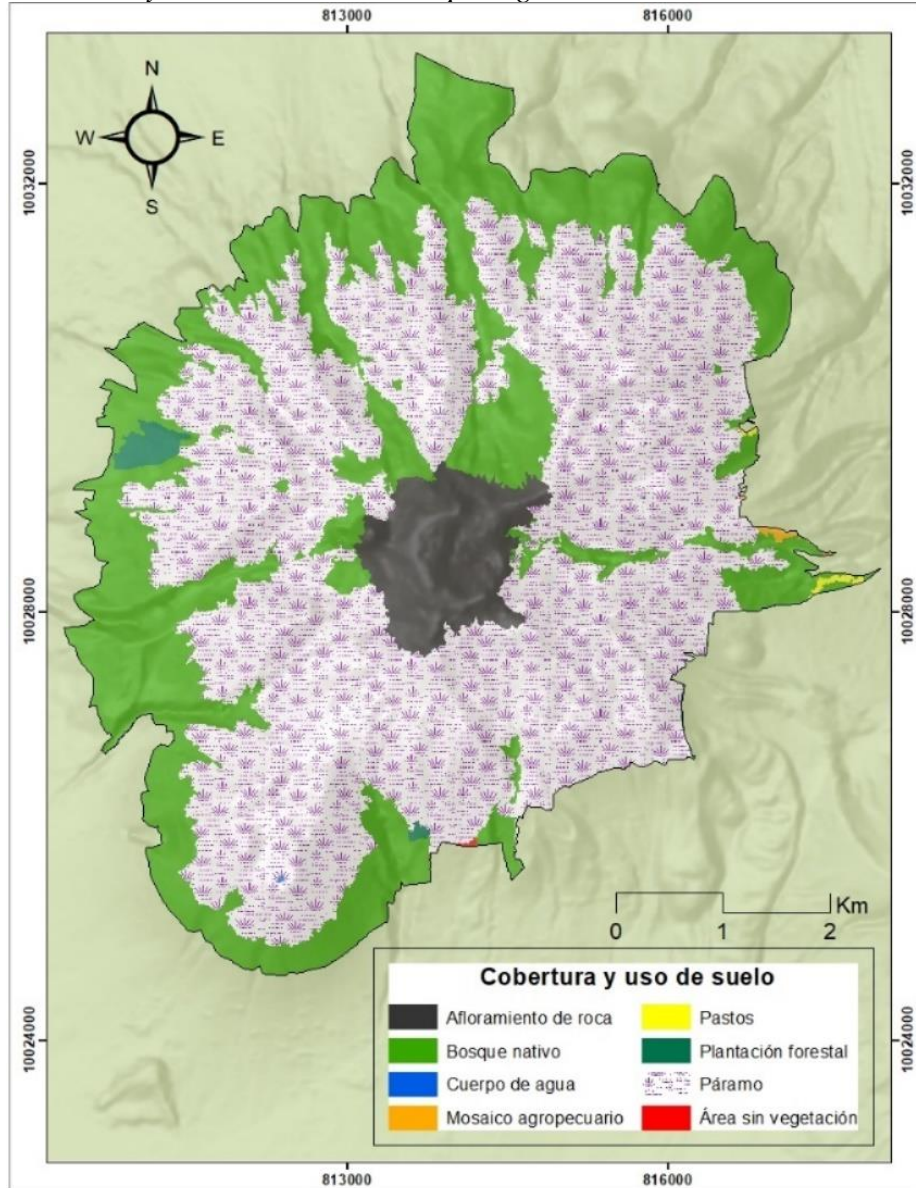 813000 816000
N
W E
S
10032000 10032000
10028000 10028000
Km
0 1 2
Cobertura y uso de suelo
Afloramiento de roca
Bosque nativo
Cuerpo de agua
Mosaico agropecuario
Pastos
Plantación forestal
Páramo
Área sin vegetación
10024000 10024000
813000 816000